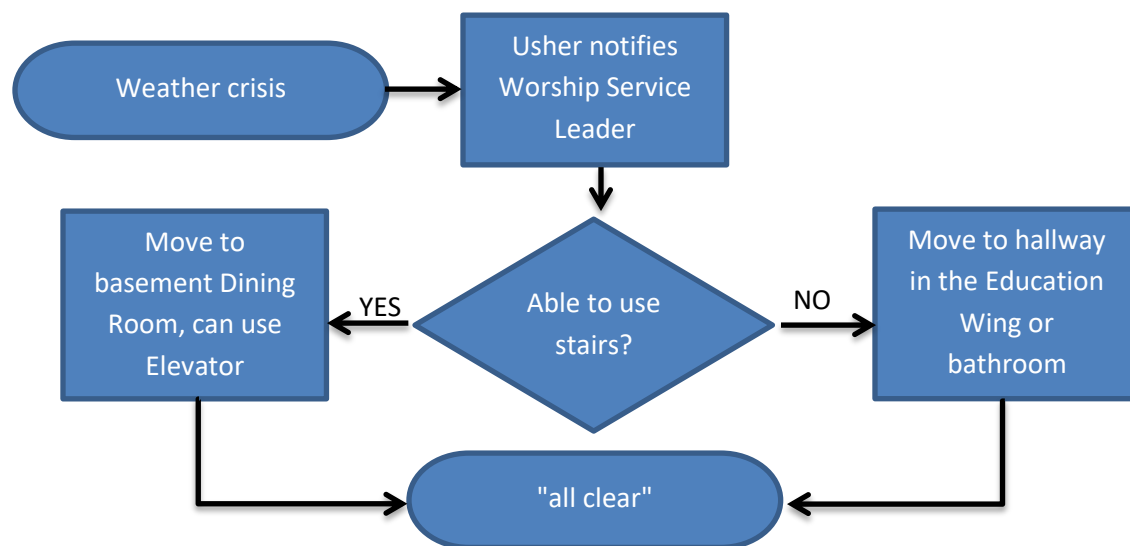 Weather crisis
Usher notifies
Worship Service
Leader
Move to
basement Dining
Room, can use
Elevator
YES
Able to use
stairs?
NO
Move to hallway
in the Education
Wing or
bathroom
"all clear"